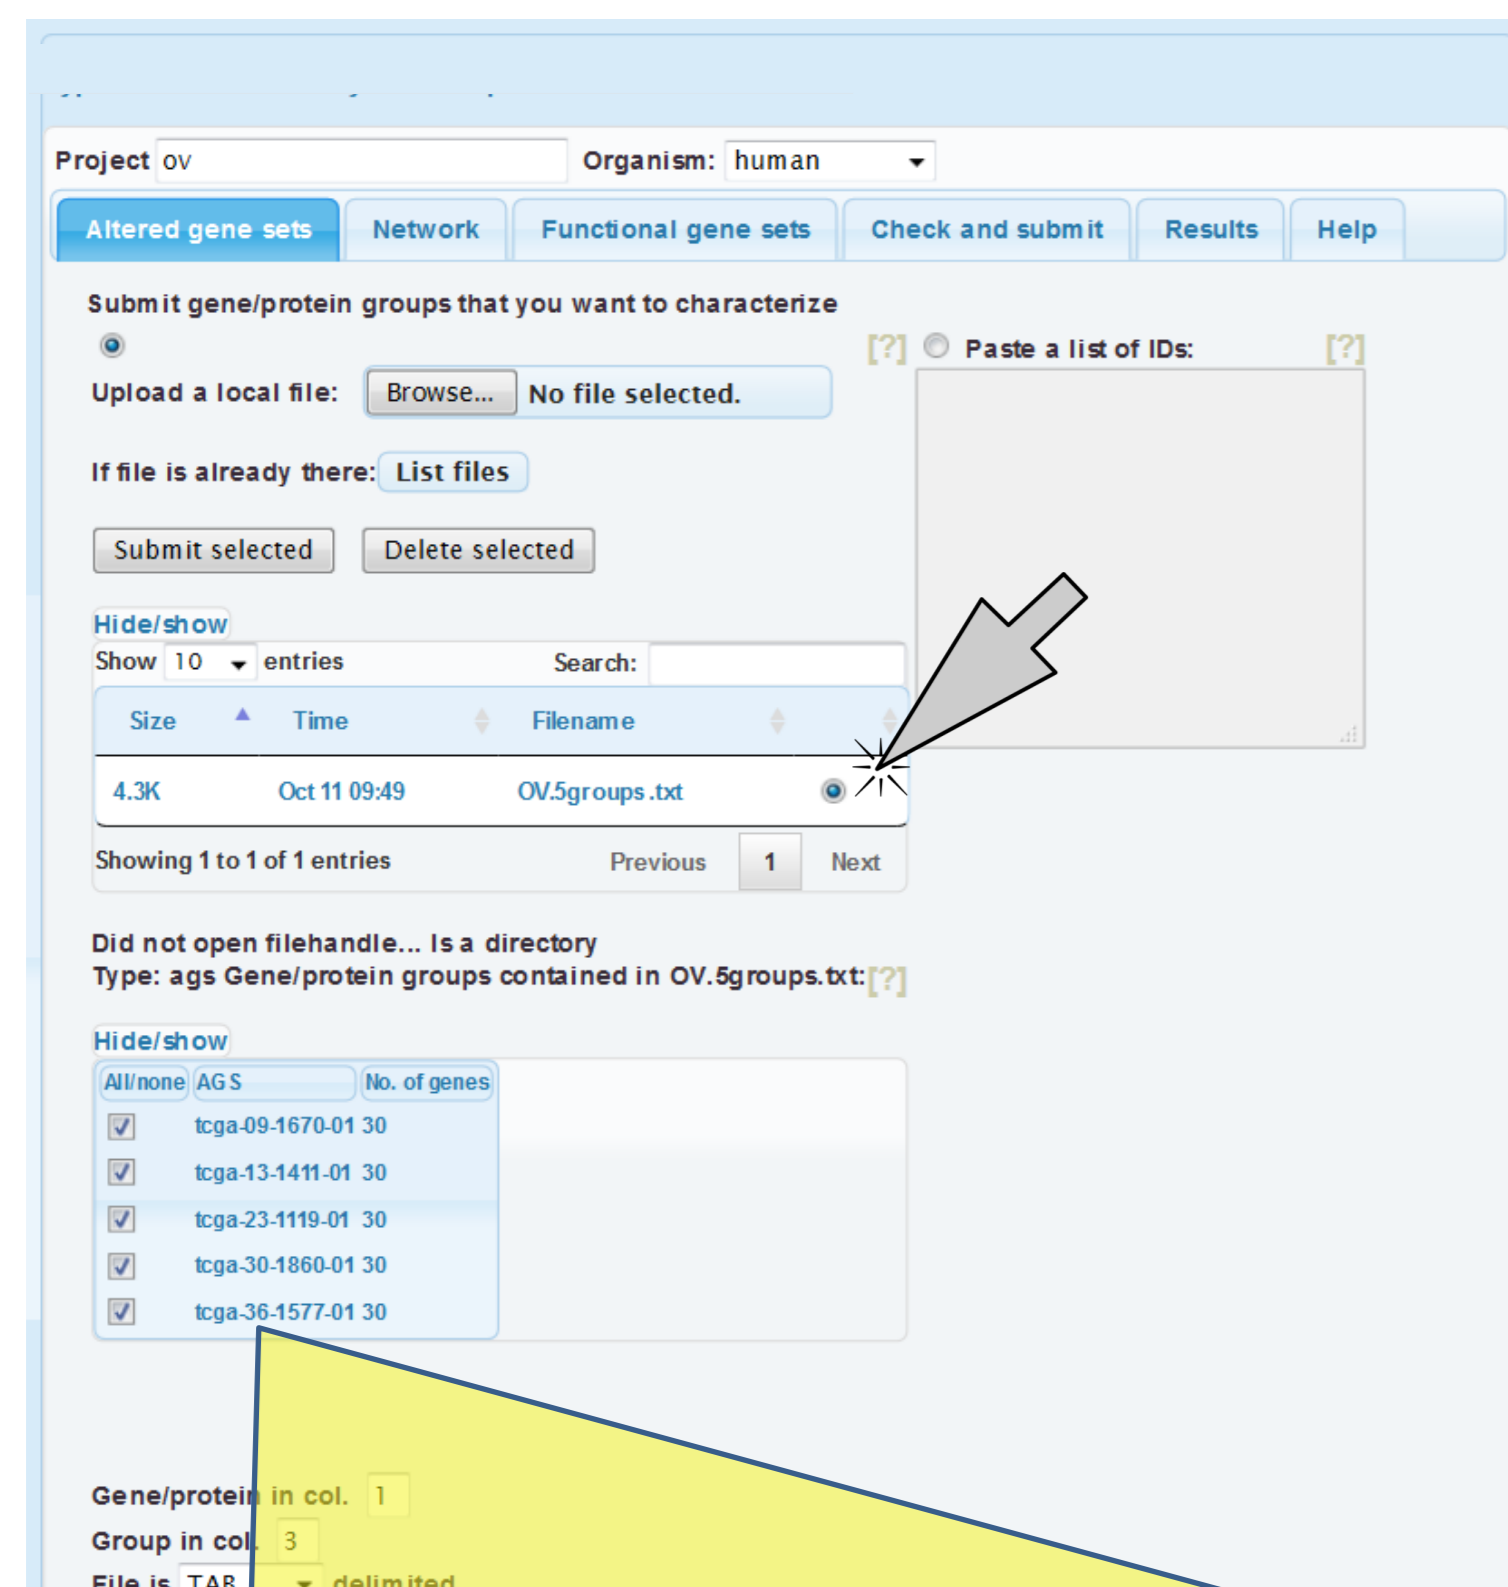 Project ov Organism: human
Altered gene sets Network Functional gene sets Check and submit Results Help
Submit gene/protein groups that you want to characterize
[?] Paste a list of IDs: [?]
Upload a local file: Browse... No file selected.
If file is already there: List files
Submit selected Delete selected
Hide/show
Show 10 entries Search:
Size Time Filename
4.3K Oct 11 09:49 OV.5groups.txt
Showing 1 to 1 of 1 entries Previous 1 Next
Did not open filehandle... Is a directory
Type: ags Gene/protein groups contained in OV.5groups.txt:[?]
Hide/show
All/none AGS No. of genes
tcga-09-1670-01 30
tcga-13-1411-01 30
tcga-23-1119-01 30
tcga-30-1860-01 30
tcga-36-1577-01 30
Gene/protein in col. 1
Group in col. 3
File is TAB delimited